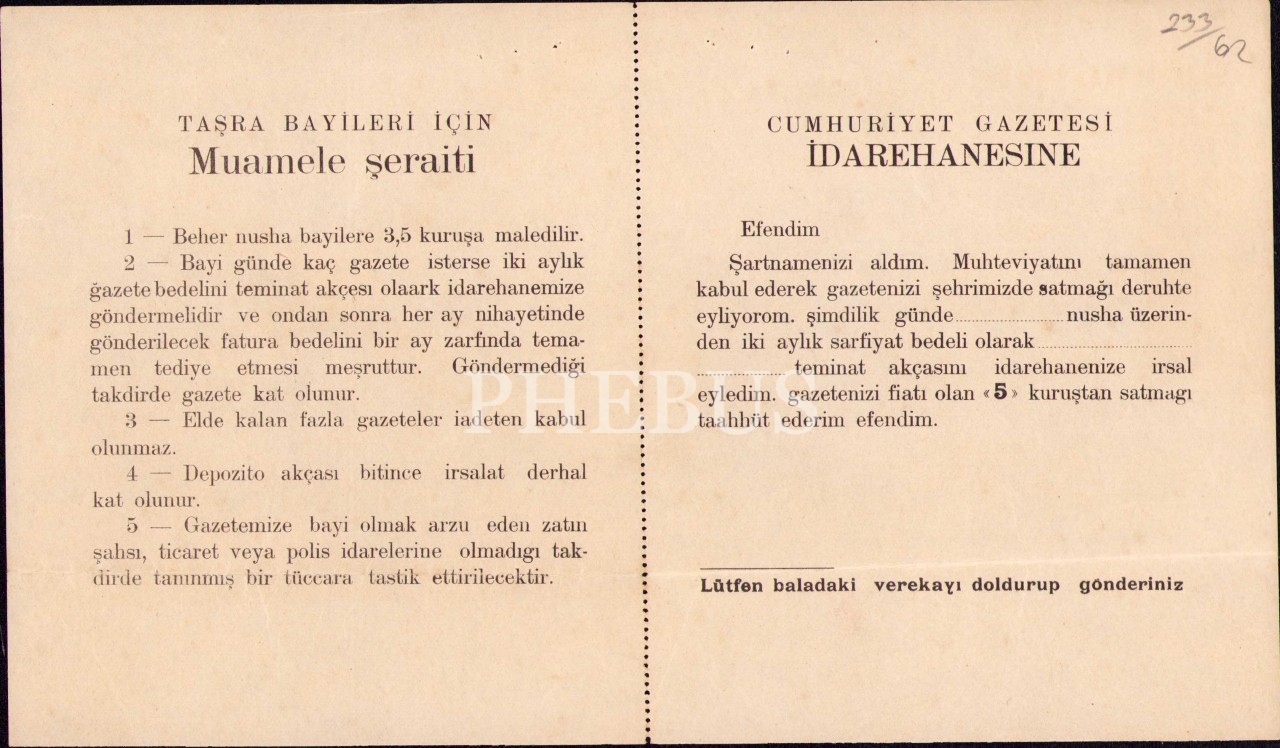 TAŞRA BAYİLERİ İÇİN
Muamele şeraiti
1 — Beher nusha bayilere 3,5 kuruşa maledilir.
2 — Bayi günde kaç gazete isterse iki aylık
ğazete bedelini teminat akçesı olaark idarehanemize
göndermelidir ve ondan sonra her ay nihayetinde
gönderilecek fatura bedelini bir ay zarfında tema-
men tediye etmesi meşruttur. Göndermediği
takdirde gazete kat olunur.
3 — Elde kalan fazla gazeteler iadeten kabul
olunmaz.
4 — Depozito akçası bitince irsalat derhal
kat olunur.
5 — Gazetemize bayi olmak arzu eden zatın
şahsı, ticaret veya polis idarelerine olmadıgı tak-
dirde tanınmış bir tüccara tastik ettirilecektir.
233/62
CUMHURİYET GAZETESİ
İDAREHANESINE
Efendim
Şartnamenizi aldım. Muhteviyatını tamamen
kabul ederek gazetenizi şehrimizde satmağı deruhte
eyliyorom. şimdilik günde..............................nusha üzerin-
den iki aylık sarfiyat bedeli olarak..........................................
......................... teminat akçasını idarehanenize irsal
eyledim. gazetenizi fiatı olan «5» kuruştan satmagı
taahhüt ederim efendim.
Lütfen baladaki verekayı doldurup gönderiniz
PHEBUS